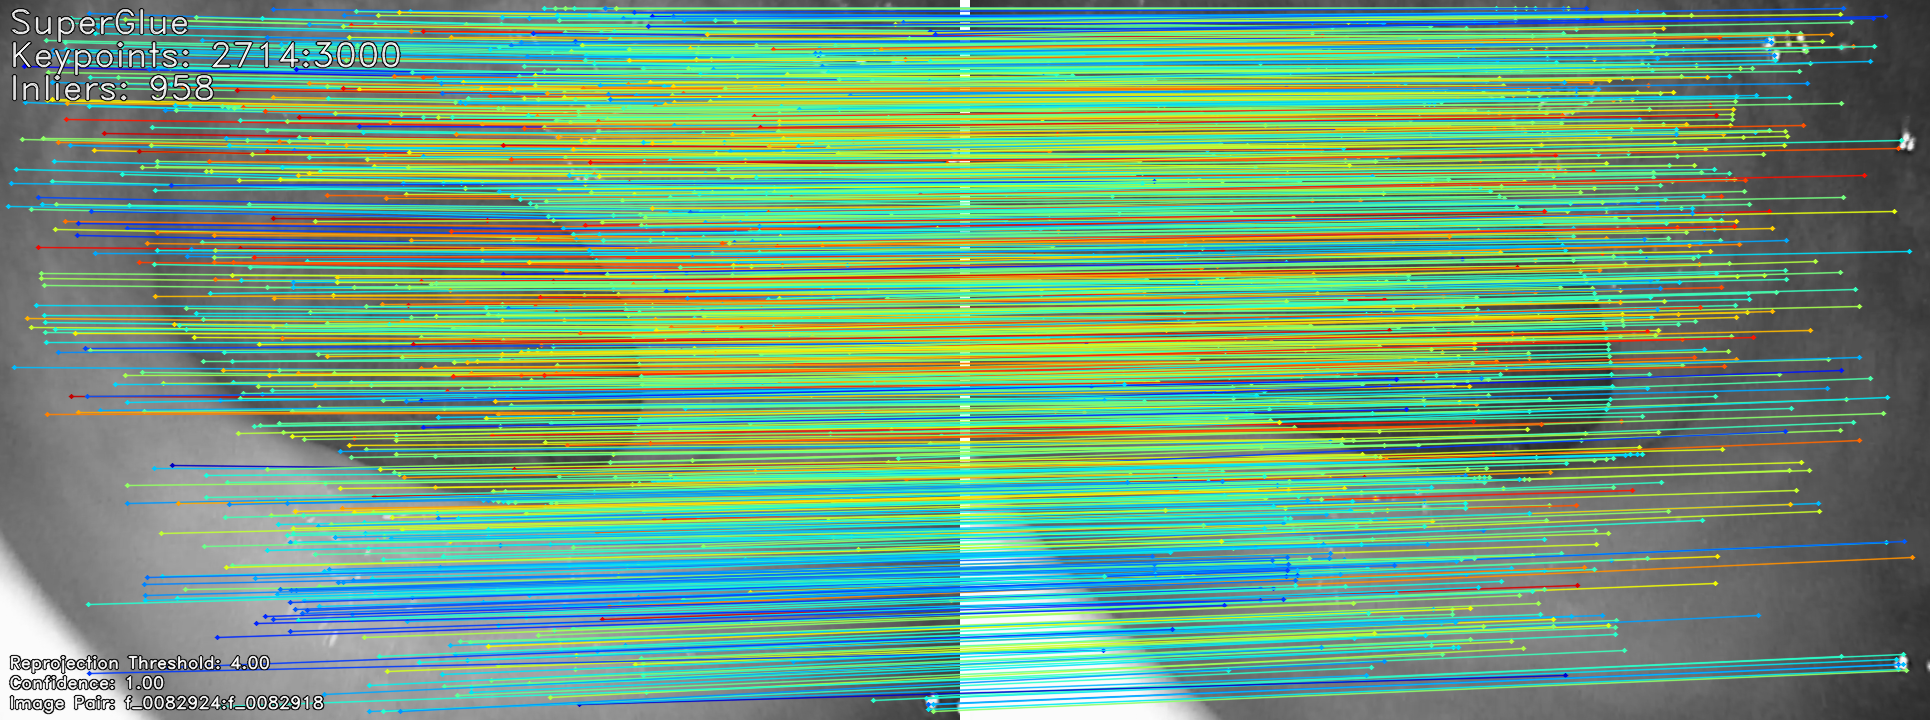 SuperGlue
Keypoints: 2714:3000
Inliers: 958
Reprojection Threshold: 4.00
Confidence: 1.00
Image Pair: f_0082924:f_0082918